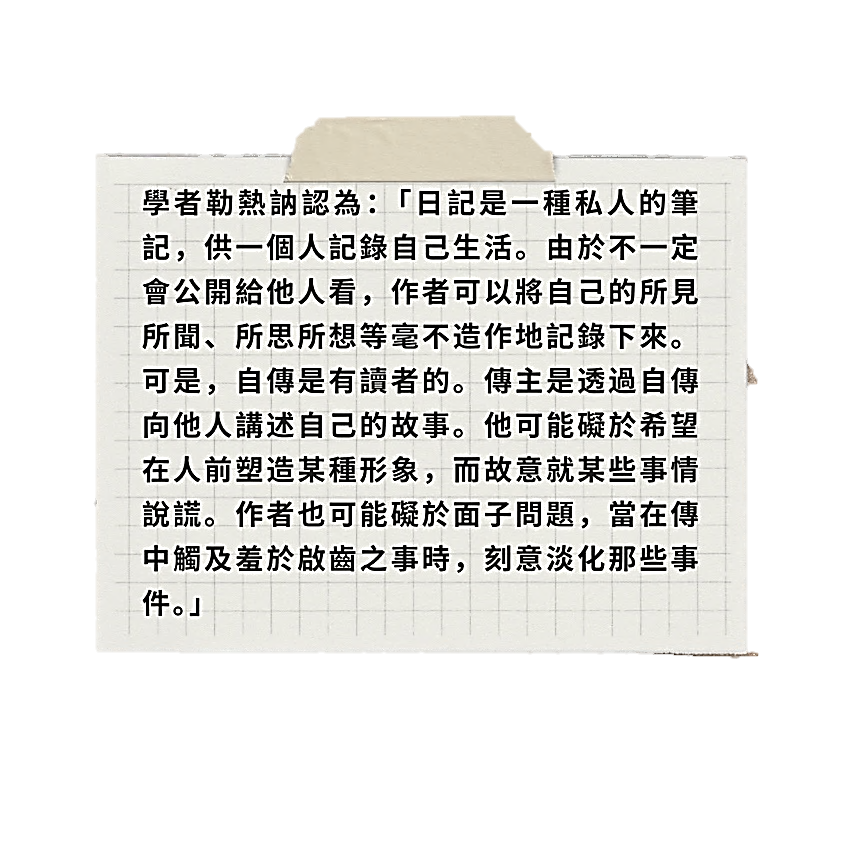 學者勒熱訥認為：「日記是一種私人的筆
記，供一個人記錄自己生活。由於不一定
會公開給他人看，作者可以將自己的所見
所聞、所思所想等毫不造作地記錄下來。
可是，自傳是有讀者的。傳主是透過自傳
向他人講述自己的故事。他可能礙於希望
在人前塑造某種形象，而故意就某些事情
說謊。作者也可能礙於面子問題，當在傳
中觸及羞於啟齒之事時，刻意淡化那些事
件。」